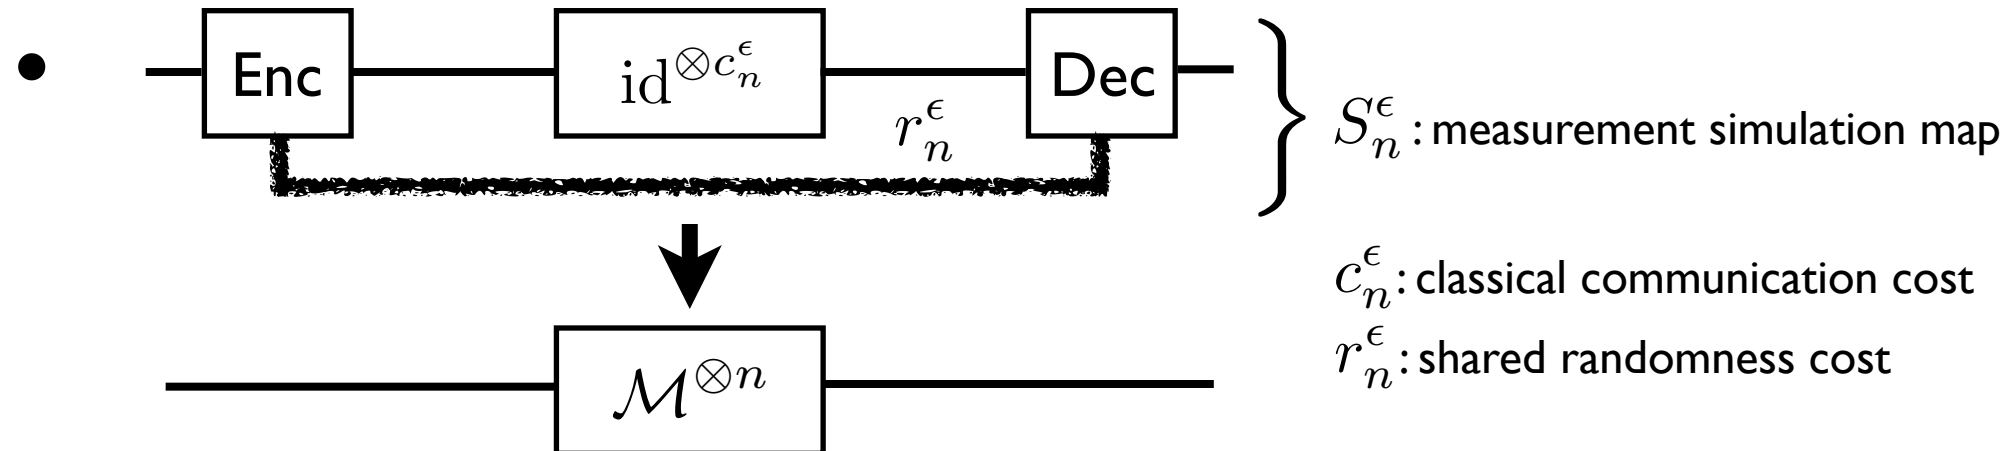 • Enc id^{⊗c_n^ϵ} Dec
r_n^ϵ
S_n^ϵ : measurement simulation map
c_n^ϵ : classical communication cost
r_n^ϵ : shared randomness cost
ℳ^{⊗n}